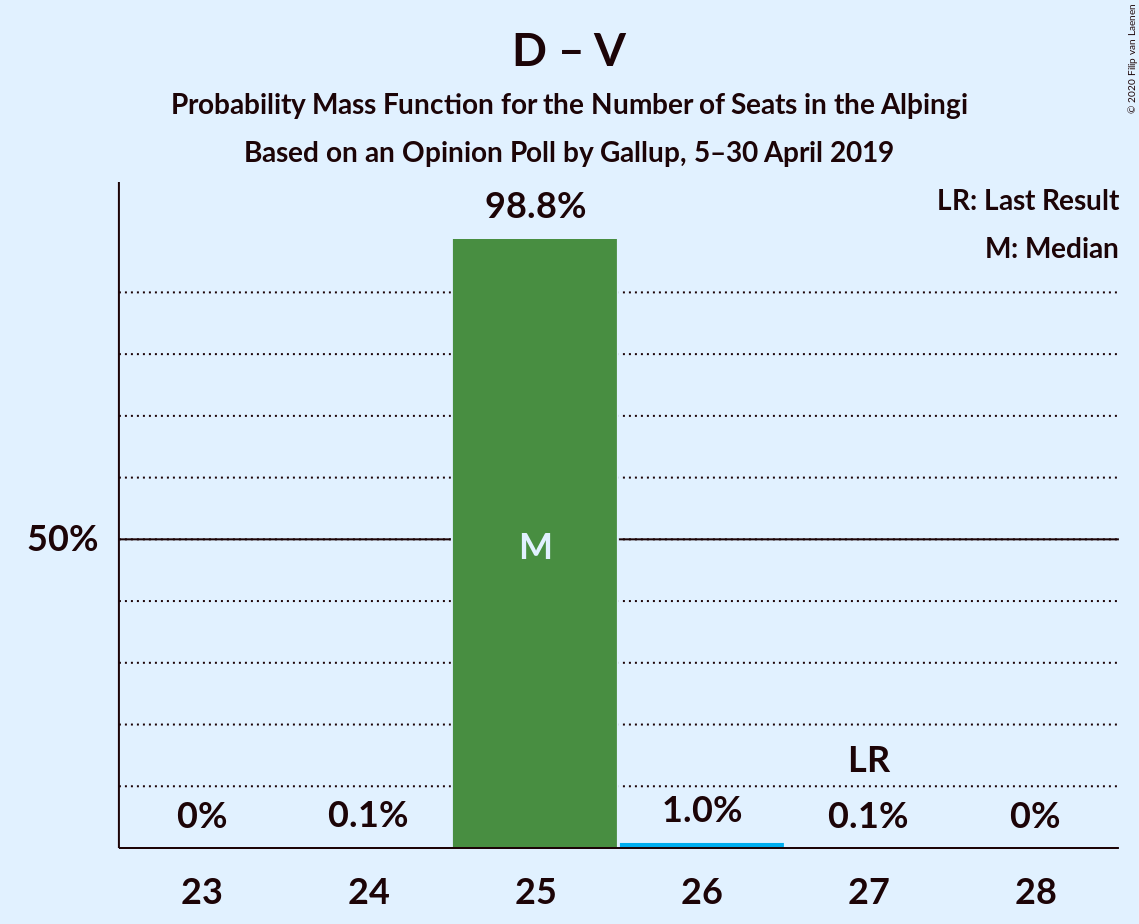 D – V
Probability Mass Function for the Number of Seats in the Alþingi
Based on an Opinion Poll by Gallup, 5–30 April 2019
© 2020 Filip van Laenen
LR: Last Result
M: Median
98.8%
50%
M
LR
0%
0.1%
1.0%
0.1%
0%
23
24
25
26
27
28